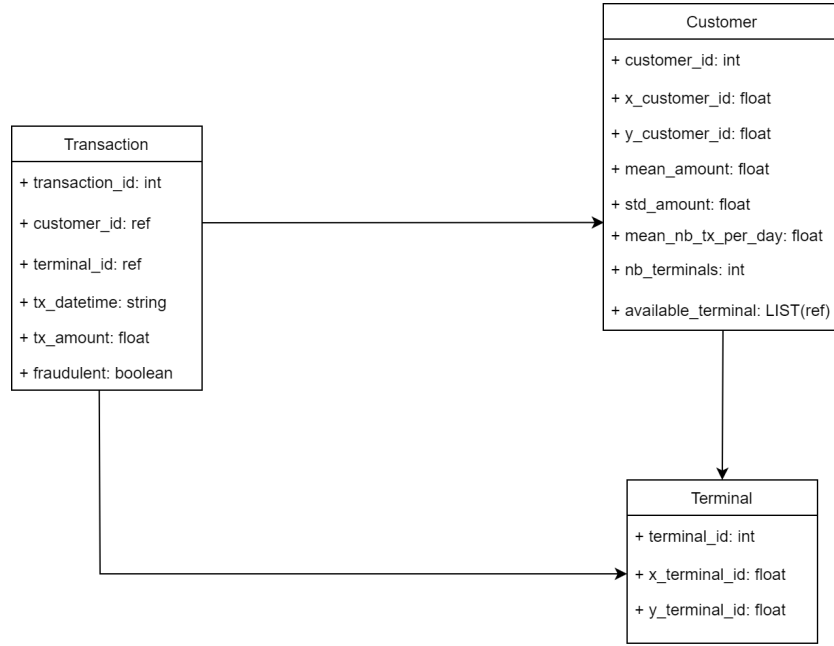 Customer
+ customer_id: int
+ x_customer_id: float
+ y_customer_id: float
+ mean_amount: float
+ std_amount: float
+ mean_nb_tx_per_day: float
+ nb_terminals: int
+ available_terminal: LIST(ref)
Transaction
+ transaction_id: int
+ customer_id: ref
+ terminal_id: ref
+ tx_datetime: string
+ tx_amount: float
+ fraudulent: boolean
Terminal
+ terminal_id: int
+ x_terminal_id: float
+ y_terminal_id: float